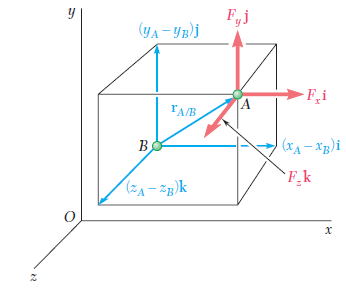 y
(y_A – y_B)j
F_y j
r_A/B
A
F_x i
B
(x_A – x_B)i
F_z k
(z_A – z_B)k
O
x
z